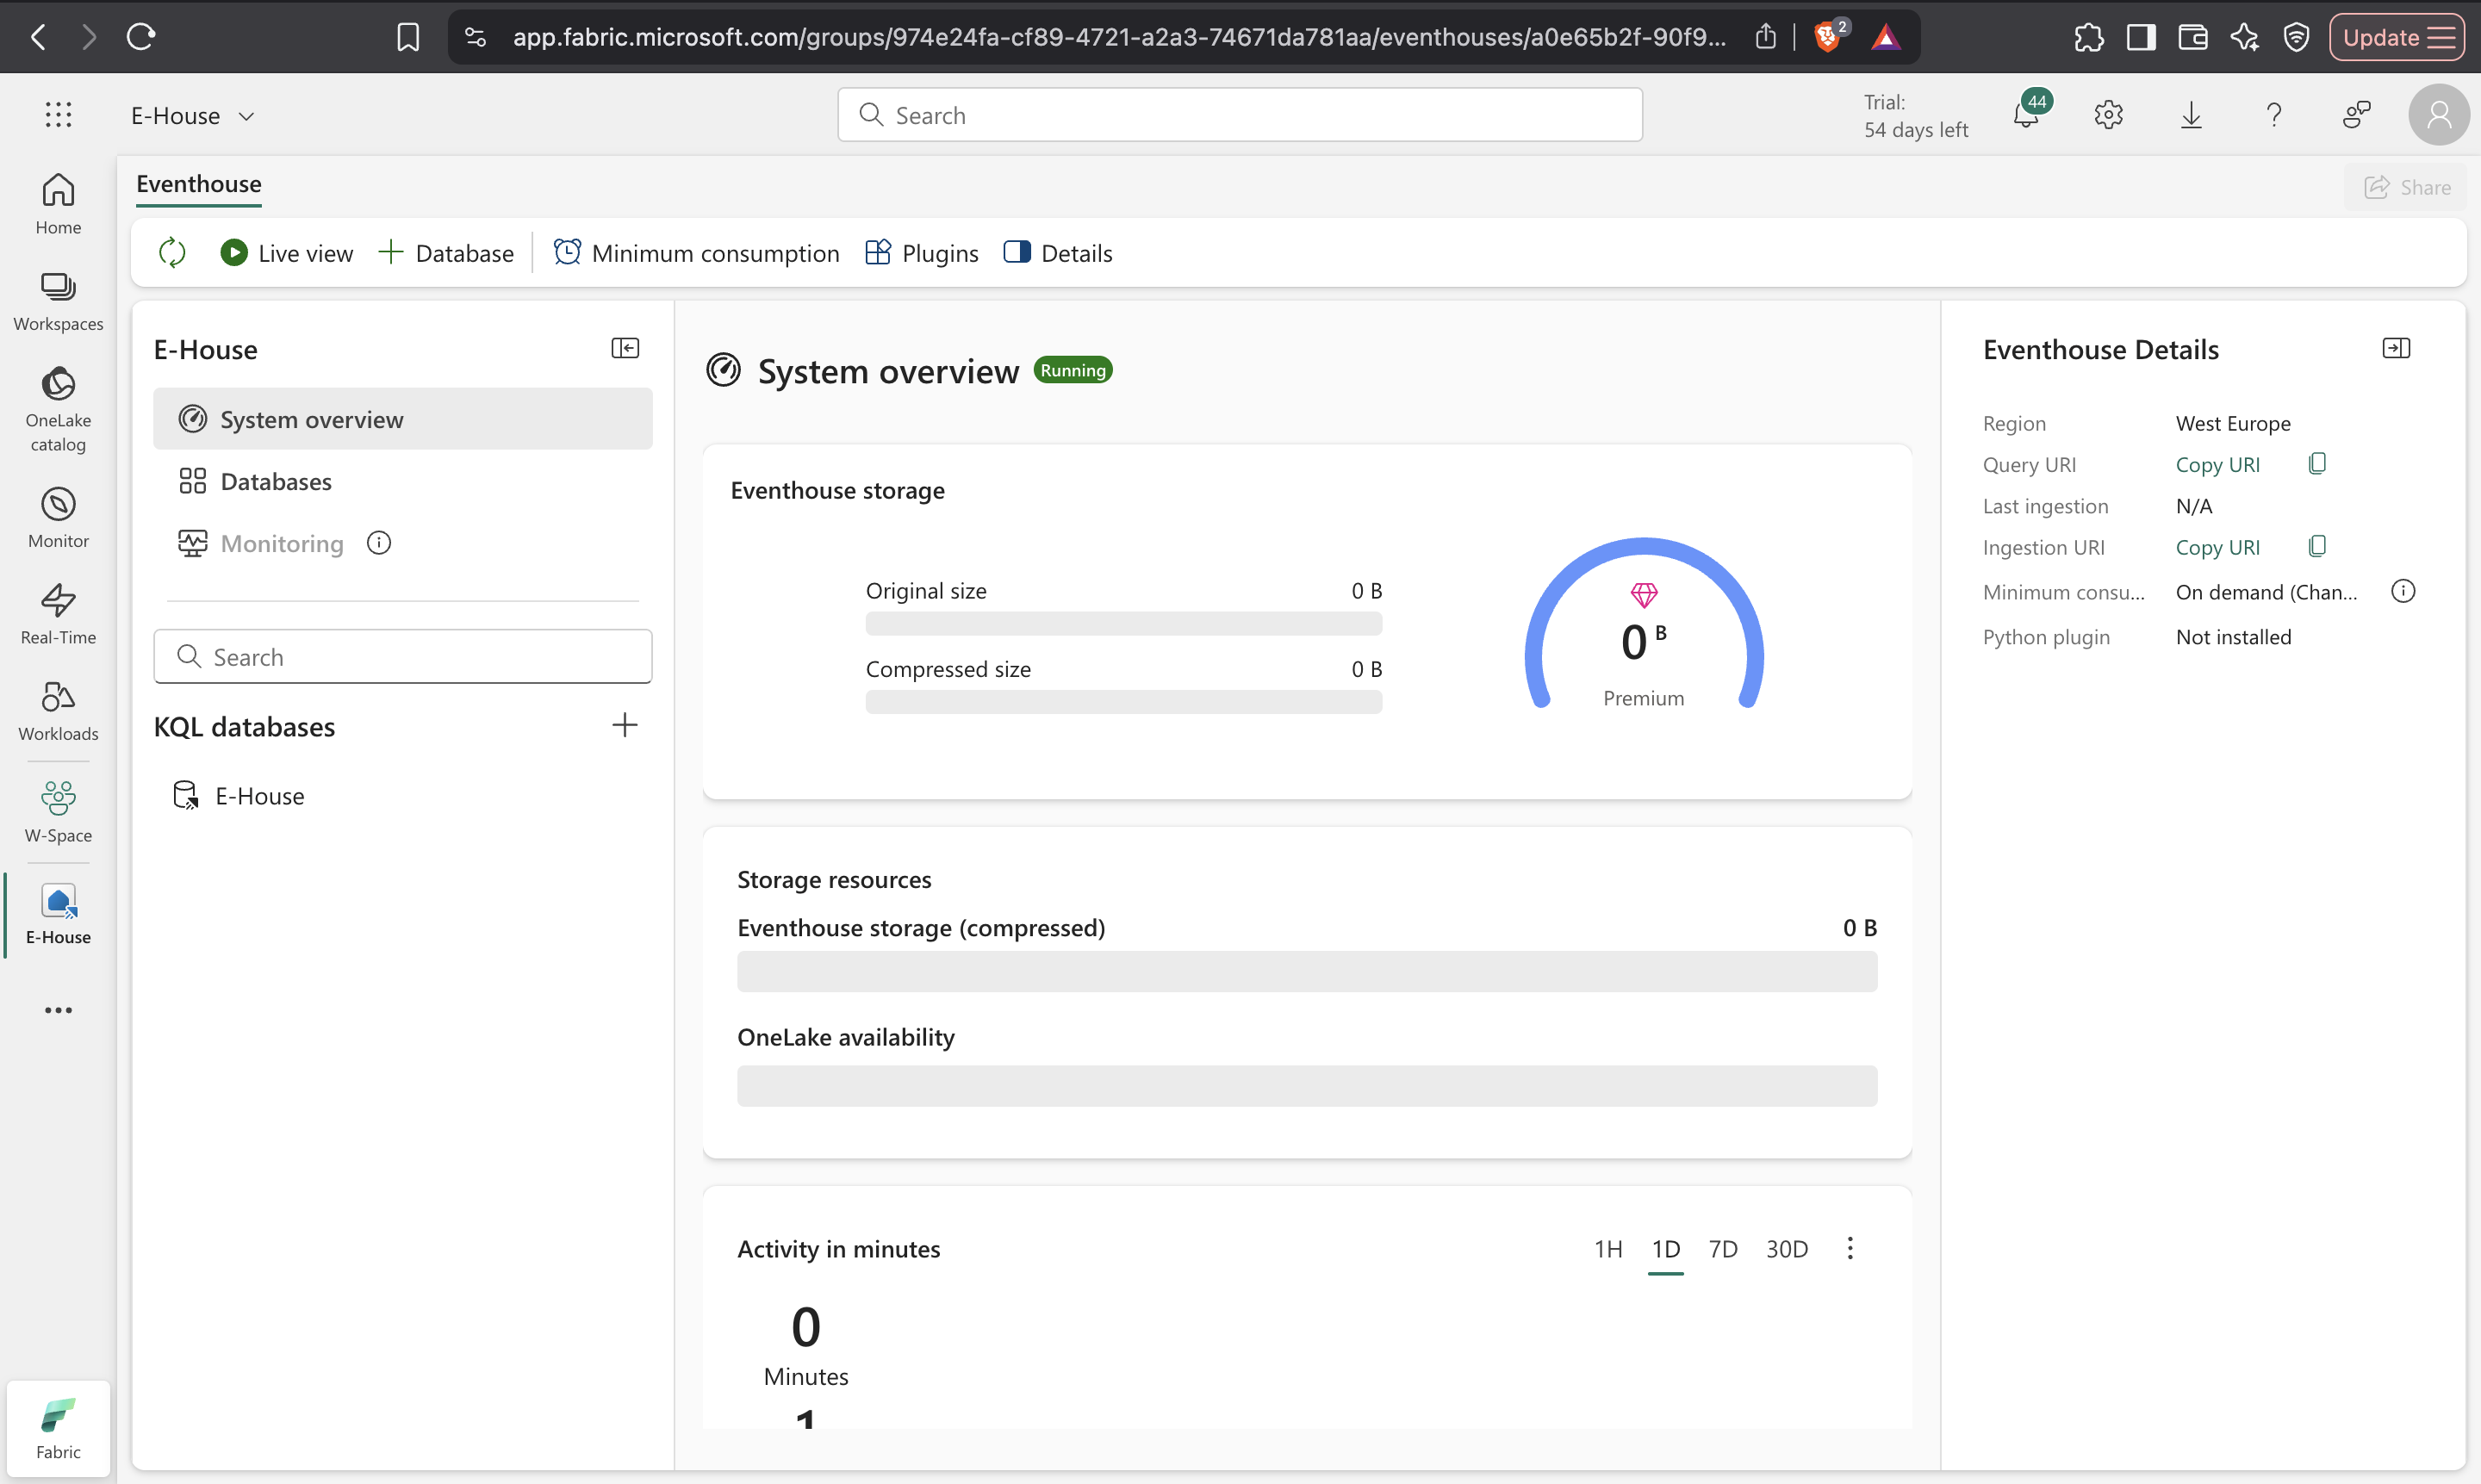 app.fabric.microsoft.com/groups/974e24fa-cf89-4721-a2a3-74671da781aa/eventhouses/a0e65b2f-90f9...
2
Update
E-House
Search
Trial:
54 days left
44
Home
Workspaces
OneLake
catalog
Monitor
Real-Time
Workloads
W-Space
E-House
Fabric
Eventhouse
Share
Live view
Database
Minimum consumption
Plugins
Details
E-House
System overview
Databases
Monitoring
Search
KQL databases
E-House
System overview
Running
Eventhouse storage
Original size 0 B
Compressed size 0 B
0 B
Premium
Storage resources
Eventhouse storage (compressed) 0 B
OneLake availability
Activity in minutes
1H 1D 7D 30D
0
Minutes
1
Eventhouse Details
Region West Europe
Query URI Copy URI
Last ingestion N/A
Ingestion URI Copy URI
Minimum consu... On demand (Chan...
Python plugin Not installed